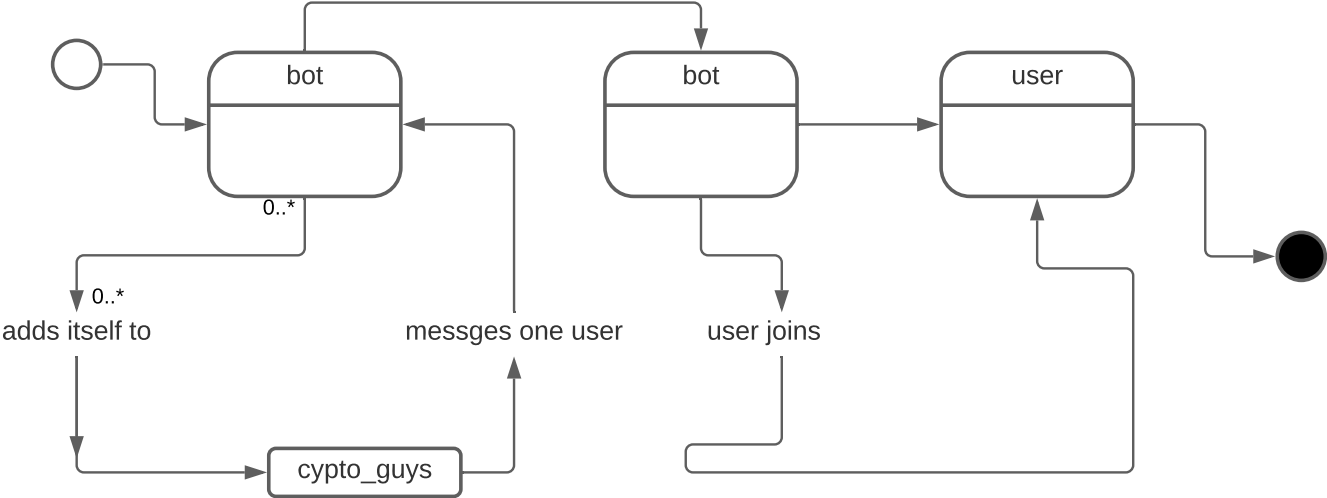 bot
bot
user
0..*
0..*
adds itself to
messges one user
user joins
cypto_guys